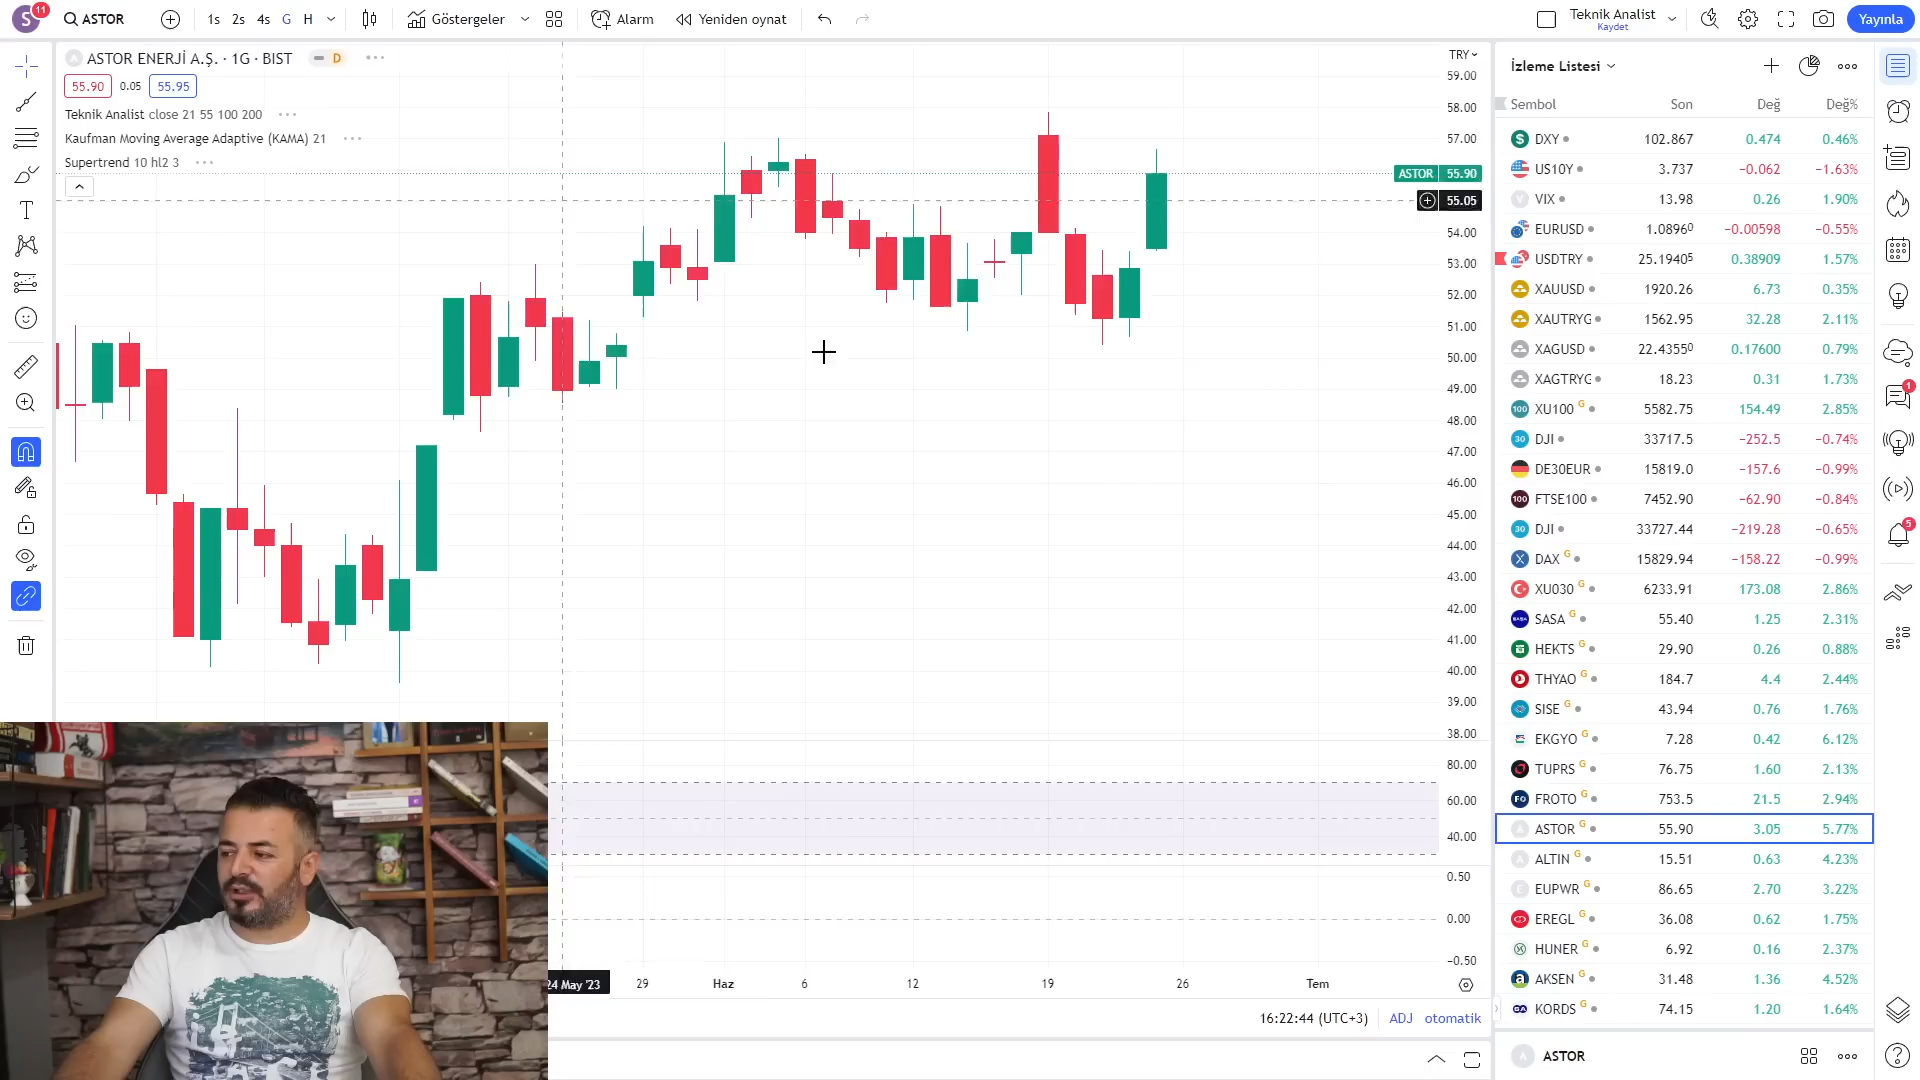 S 11 ASTOR 1s 2s 4s G H Göstergeler Alarm Yeniden oynat Teknik Analist Kaydet Yayınla
ASTOR ENERJİ A.Ş. · 1G · BIST D
55.90 0.05 55.95
Teknik Analist close 21 55 100 200
Kaufman Moving Average Adaptive (KAMA) 21
Supertrend 10 hl2 3
TRY
59.00
58.00
57.00
ASTOR 55.90
55.05
54.00
53.00
52.00
51.00
50.00
49.00
48.00
47.00
46.00
45.00
44.00
43.00
42.00
41.00
40.00
39.00
38.00
80.00
60.00
40.00
0.50
0.00
−0.50
24 May '23 29 Haz 6 12 19 26 Tem
16:22:44 (UTC+3) ADJ otomatik
İzleme Listesi
Sembol Son Değ Değ%
DXY 102.867 0.474 0.46%
US10Y 3.737 −0.062 −1.63%
VIX 13.98 0.26 1.90%
EURUSD 1.08960 −0.00598 −0.55%
USDTRY 25.19405 0.38909 1.57%
XAUUSD 1920.26 6.73 0.35%
XAUTRYG 1562.95 32.28 2.11%
XAGUSD 22.43550 0.17600 0.79%
XAGTRYG 18.23 0.31 1.73%
100 XU100 G 5582.75 154.49 2.85%
30 DJI 33717.5 −252.5 −0.74%
DE30EUR 15819.0 −157.6 −0.99%
100 FTSE100 7452.90 −62.90 −0.84%
30 DJI 33727.44 −219.28 −0.65%
DAX G 15829.94 −158.22 −0.99%
XU030 G 6233.91 173.08 2.86%
SASA G 55.40 1.25 2.31%
HEKTS G 29.90 0.26 0.88%
THYAO G 184.7 4.4 2.44%
SISE G 43.94 0.76 1.76%
EKGYO G 7.28 0.42 6.12%
TUPRS G 76.75 1.60 2.13%
FO FROTO G 753.5 21.5 2.94%
A ASTOR G 55.90 3.05 5.77%
A ALTIN G 15.51 0.63 4.23%
E EUPWR G 86.65 2.70 3.22%
EREGL G 36.08 0.62 1.75%
HUNER G 6.92 0.16 2.37%
a AKSEN G 31.48 1.36 4.52%
KORDS G 74.15 1.20 1.64%
A ASTOR
1
5